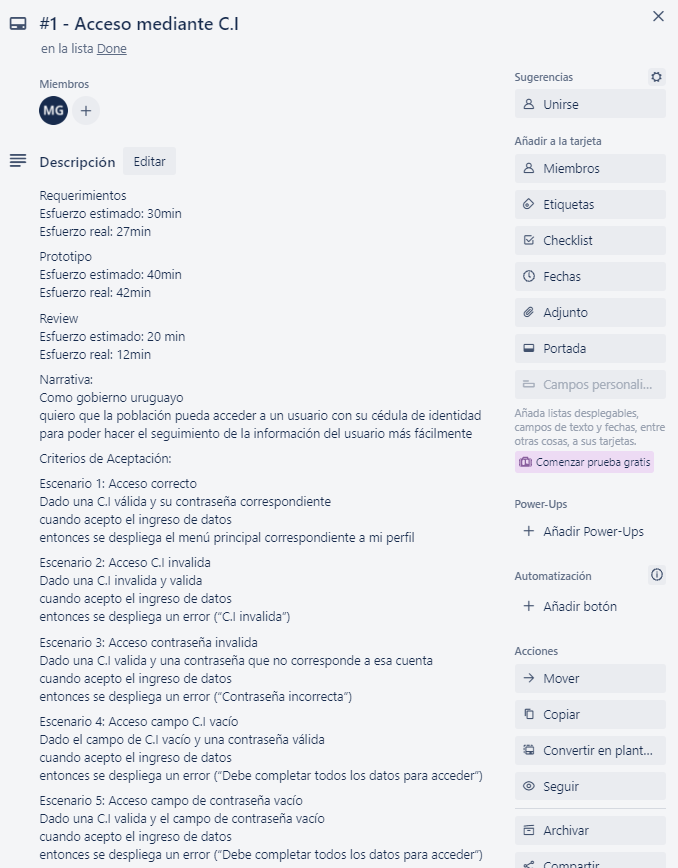 #1 - Acceso mediante C.I
en la lista Done
Miembros
MG
+
Descripción
Editar
Requerimientos
Esfuerzo estimado: 30min
Esfuerzo real: 27min
Prototipo
Esfuerzo estimado: 40min
Esfuerzo real: 42min
Review
Esfuerzo estimado: 20 min
Esfuerzo real: 12min
Narrativa:
Como gobierno uruguayo
quiero que la población pueda acceder a un usuario con su cédula de identidad
para poder hacer el seguimiento de la información del usuario más fácilmente
Criterios de Aceptación:
Escenario 1: Acceso correcto
Dado una C.I válida y su contraseña correspondiente
cuando acepto el ingreso de datos
entonces se despliega el menú principal correspondiente a mi perfil
Escenario 2: Acceso C.I invalida
Dado una C.I invalida y valida
cuando acepto el ingreso de datos
entonces se despliega un error ("C.I invalida")
Escenario 3: Acceso contraseña invalida
Dado una C.I valida y una contraseña que no corresponde a esa cuenta
cuando acepto el ingreso de datos
entonces se despliega un error ("Contraseña incorrecta")
Escenario 4: Acceso campo C.I vacío
Dado el campo de C.I vacío y una contraseña válida
cuando acepto el ingreso de datos
entonces se despliega un error ("Debe completar todos los datos para acceder")
Escenario 5: Acceso campo de contraseña vacío
Dado una C.I valida y el campo de contraseña vacío
cuando acepto el ingreso de datos
entonces se despliega un error ("Debe completar todos los datos para acceder")
Sugerencias
Unirse
Añadir a la tarjeta
Miembros
Etiquetas
Checklist
Fechas
Adjunto
Portada
Campos personali...
Añada listas desplegables,
campos de texto y fechas, entre
otras cosas, a sus tarjetas.
Comenzar prueba gratis
Power-Ups
+ Añadir Power-Ups
Automatización
+ Añadir botón
Acciones
Mover
Copiar
Convertir en plant...
Seguir
Archivar
Compartir